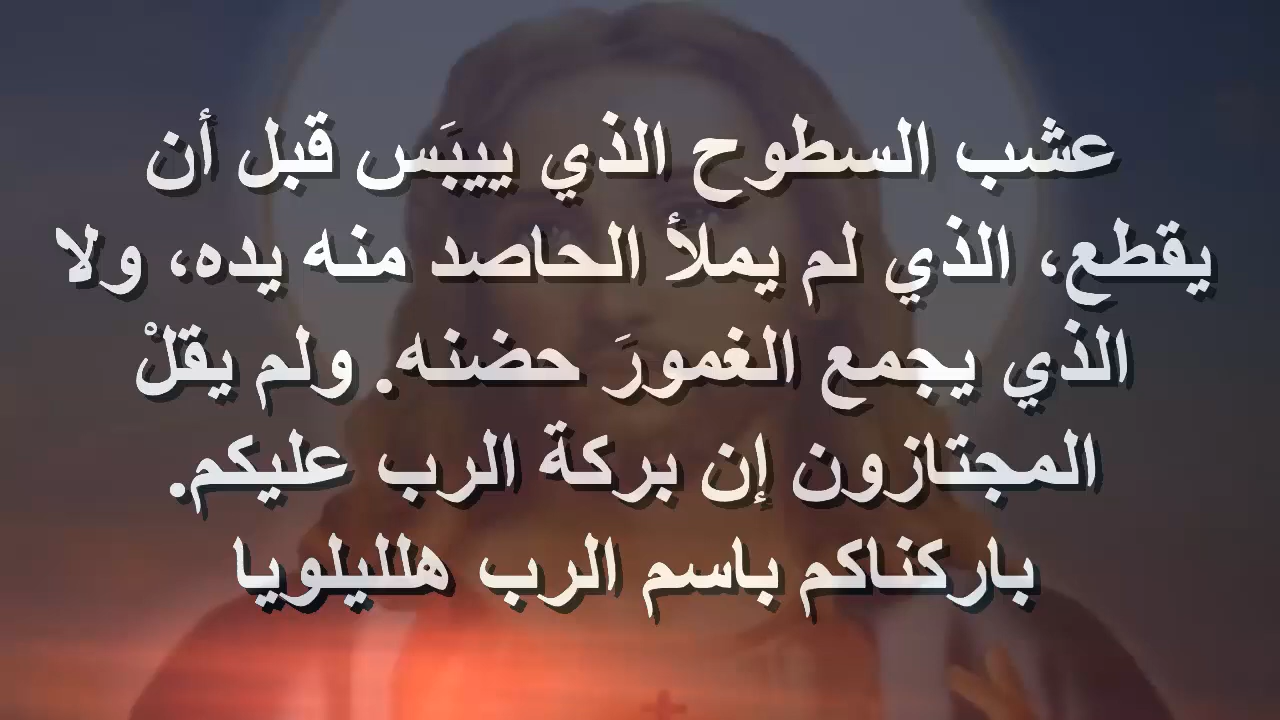 عشب السطوح الذي ييبَس قبل أن
يقطع، الذي لم يملأ الحاصد منه يده، ولا
الذي يجمع الغمورَ حضنه. ولم يقلْ
المجتازون إن بركة الرب عليكم.
باركناكم باسم الرب هلليلويا